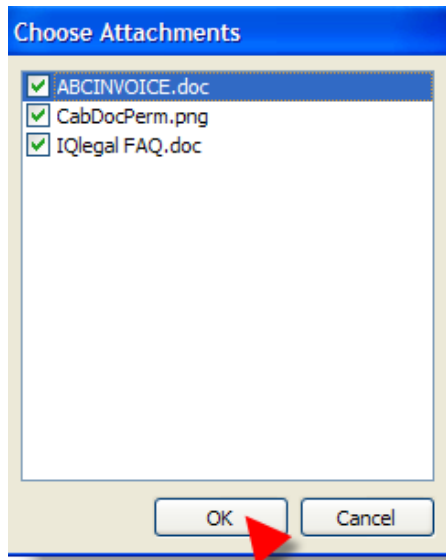 Choose Attachments
ABCINVOICE.doc
CabDocPerm.png
IQlegal FAQ.doc
OK Cancel